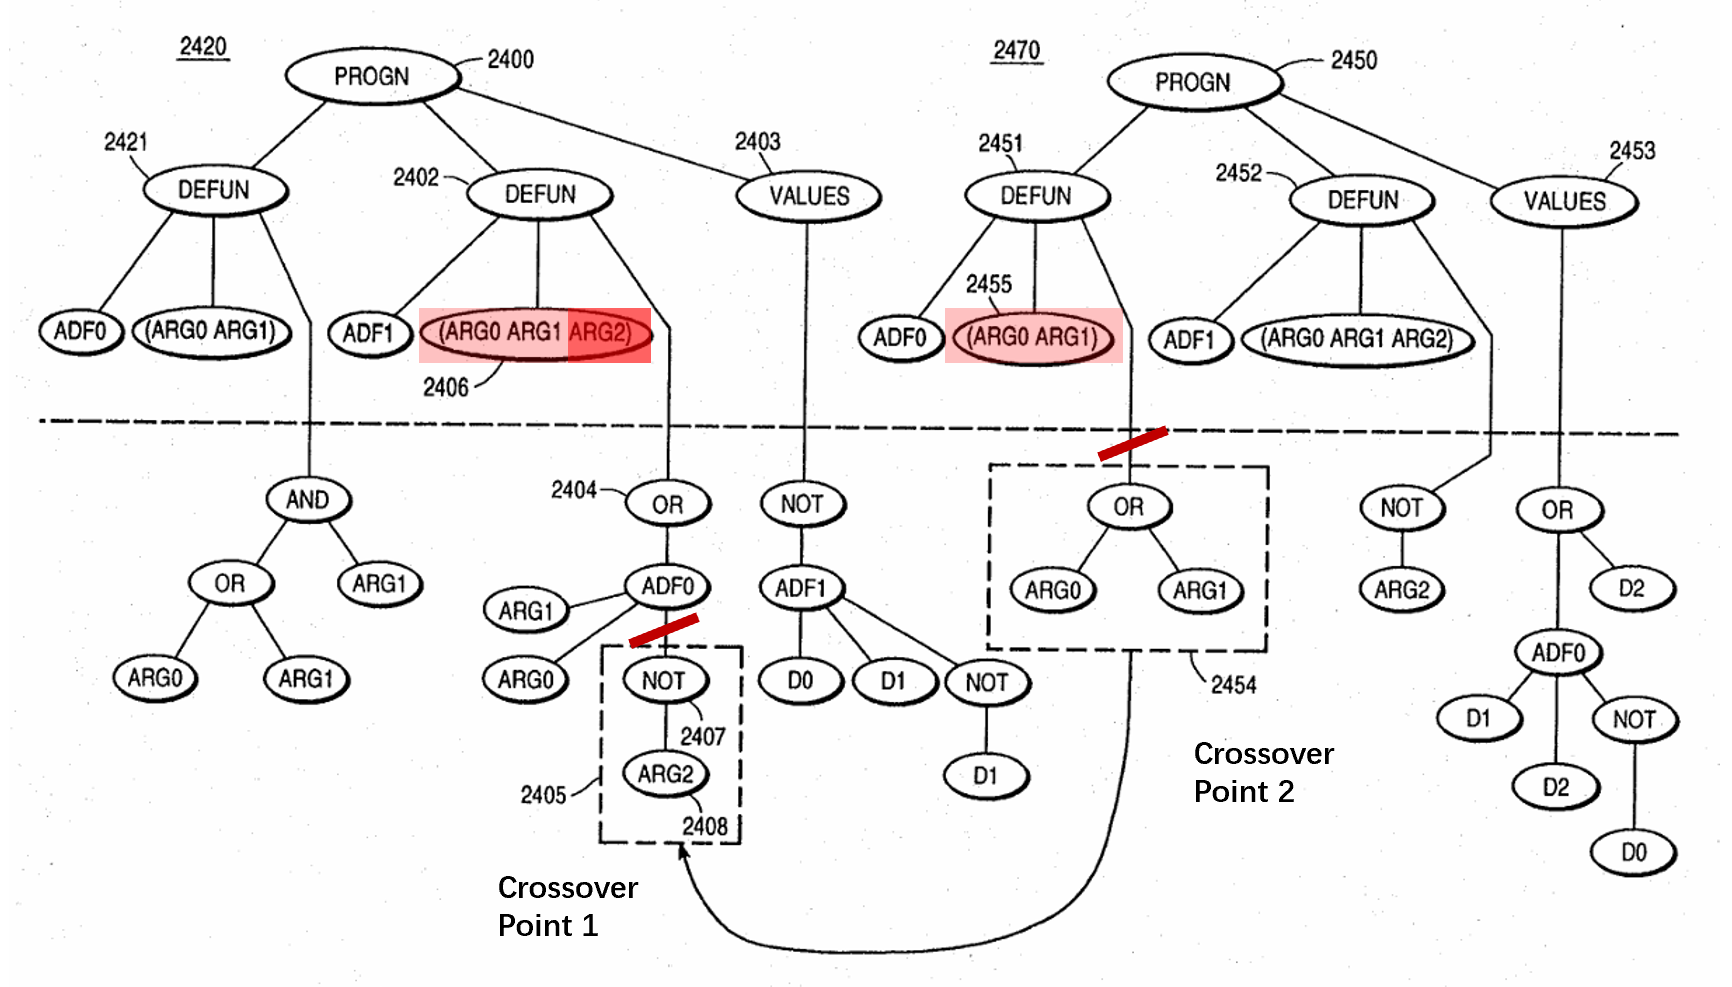 2420
PROGN
2400
2470
PROGN
2450
2421
DEFUN
2402
DEFUN
2403
VALUES
2451
DEFUN
2452
DEFUN
2453
VALUES
ADF0
(ARG0 ARG1)
ADF1
(ARG0 ARG1 ARG2)
2406
2455
ADF0
(ARG0 ARG1)
ADF1
(ARG0 ARG1 ARG2)
AND
OR
ARG1
ARG0
ARG1
2404
OR
ADF0
ARG1
ARG0
NOT
2407
ARG2
2408
2405
NOT
ADF1
D0
D1
NOT
D1
OR
ARG0
ARG1
2454
NOT
ARG2
OR
D2
ADF0
D1
NOT
D2
D0
Crossover
Point 1
Crossover
Point 2